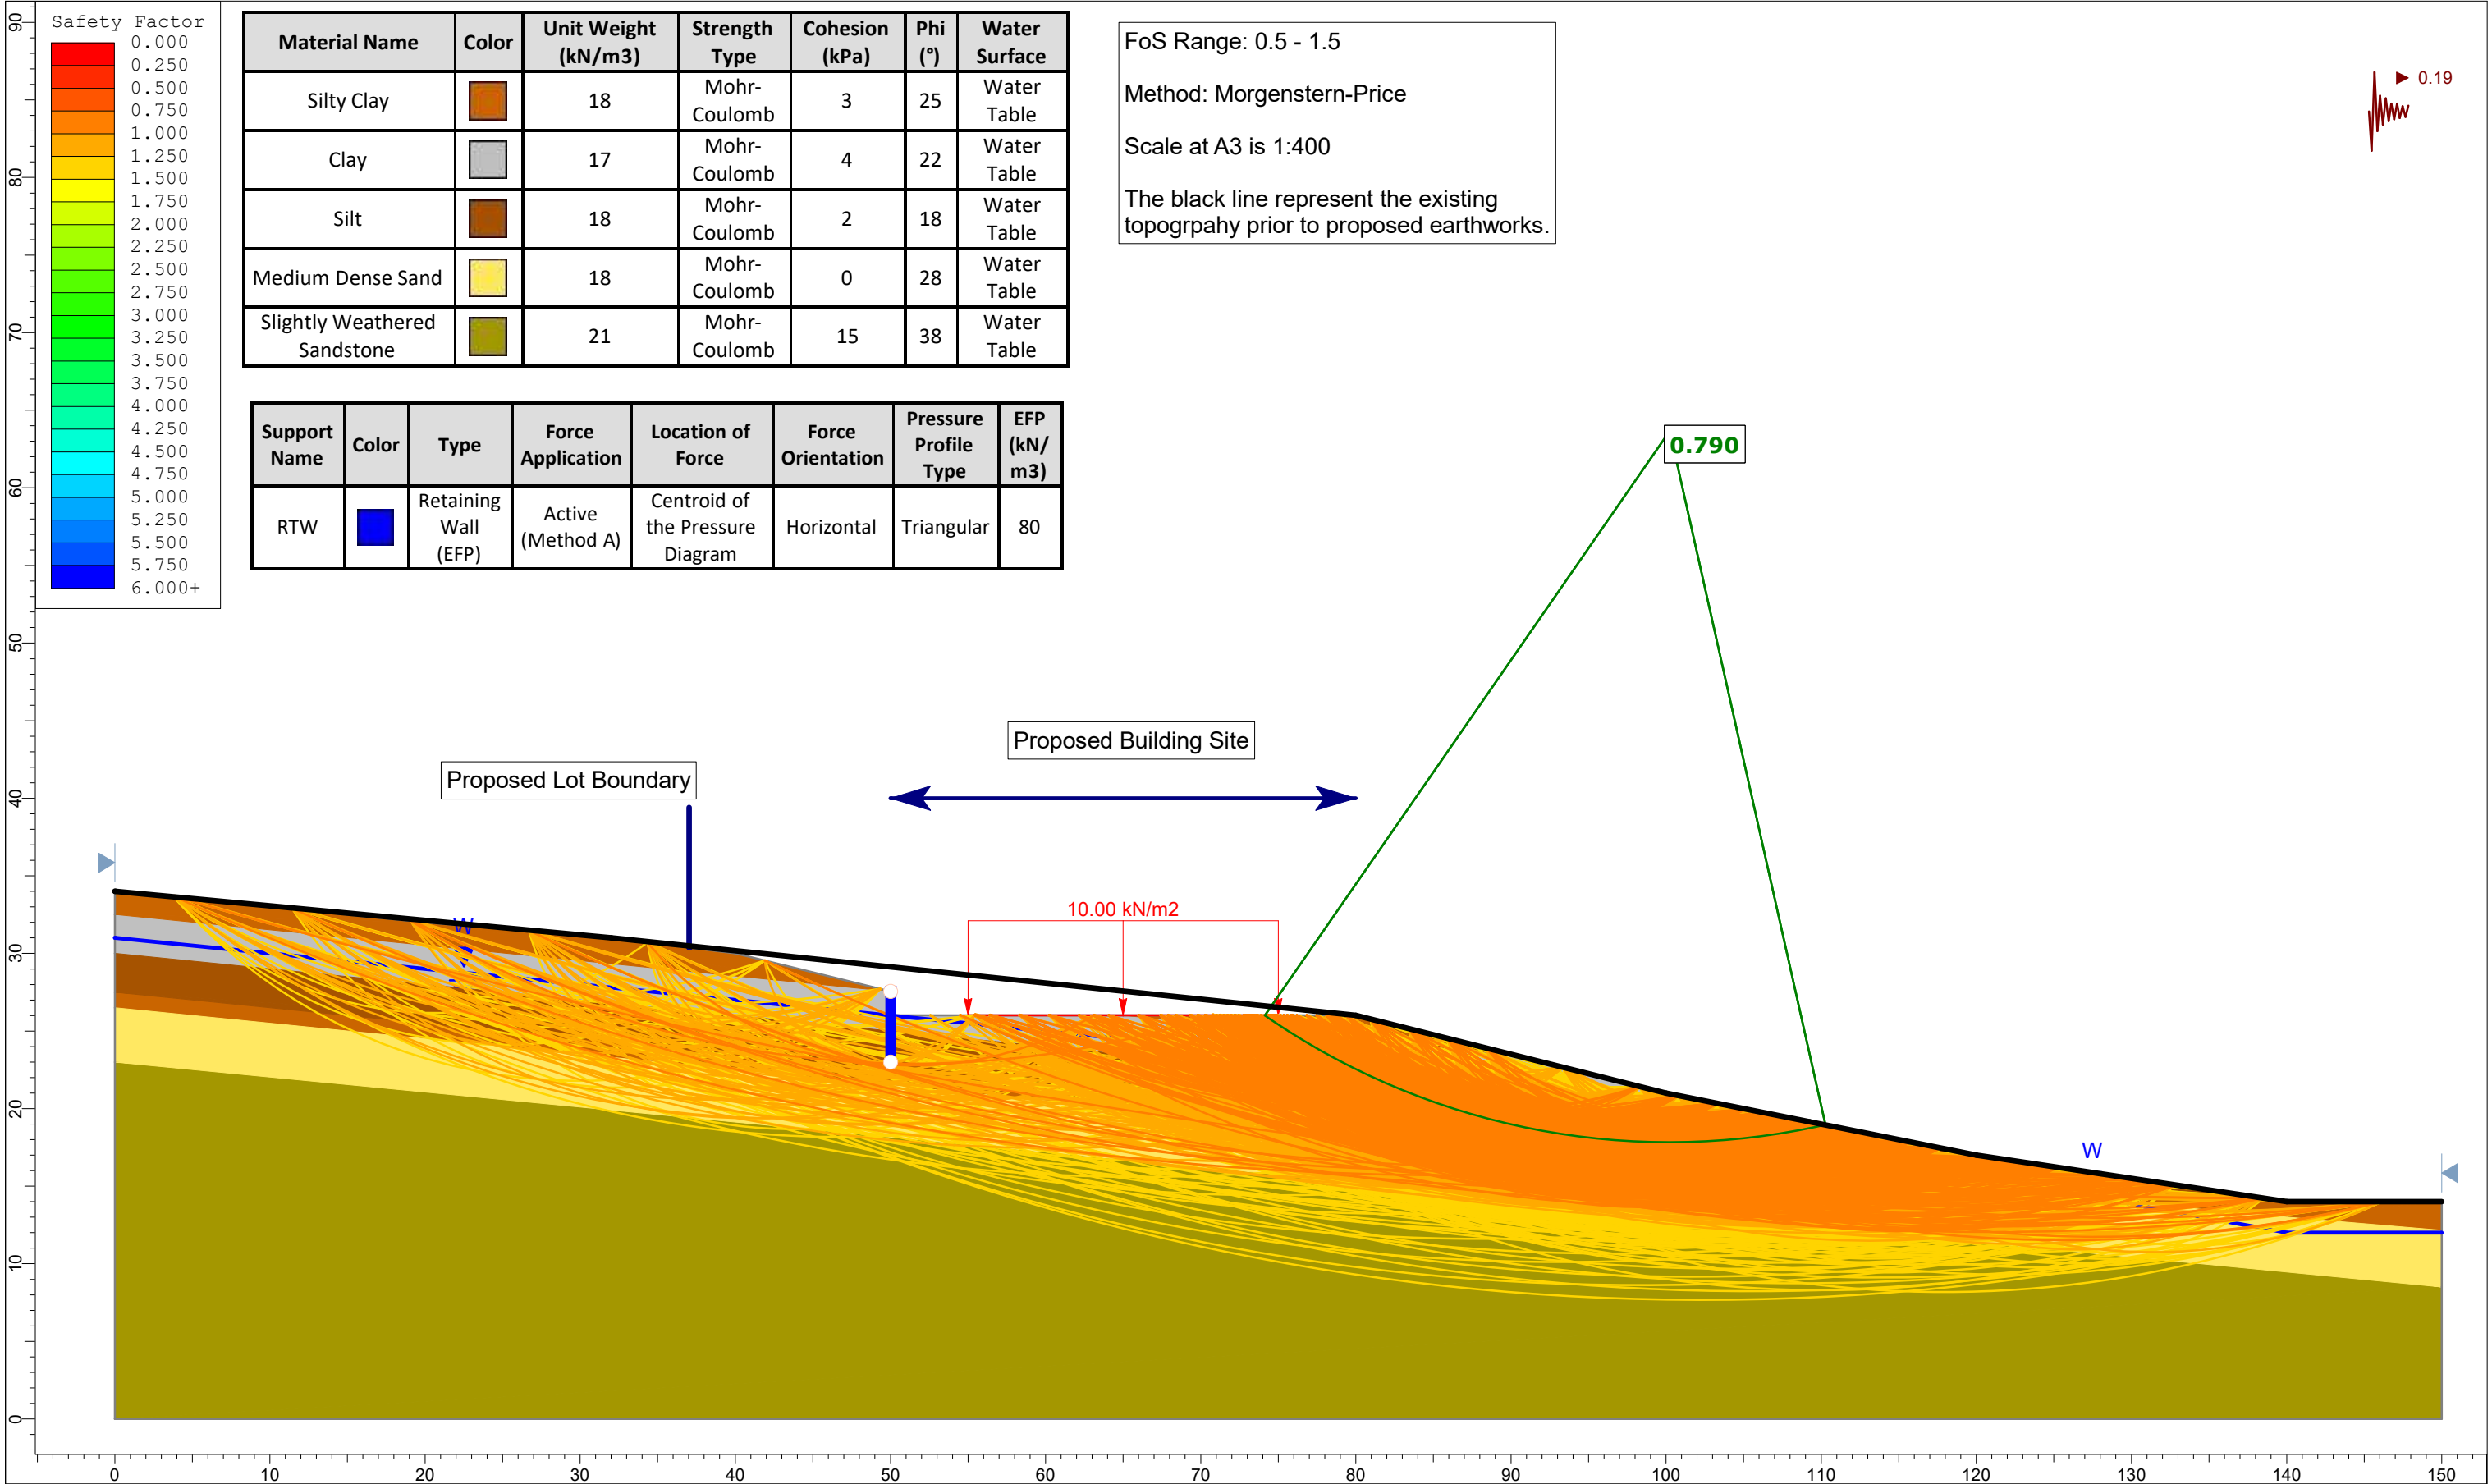 Safety Factor
0.000
0.250
0.500
0.750
1.000
1.250
1.500
1.750
2.000
2.250
2.500
2.750
3.000
3.250
3.500
3.750
4.000
4.250
4.500
4.750
5.000
5.250
5.500
5.750
6.000+
Material Name Color Unit Weight (kN/m3) Strength Type Cohesion (kPa) Phi (°) Water Surface
Silty Clay 18 Mohr-Coulomb 3 25 Water Table
Clay 17 Mohr-Coulomb 4 22 Water Table
Silt 18 Mohr-Coulomb 2 18 Water Table
Medium Dense Sand 18 Mohr-Coulomb 0 28 Water Table
Slightly Weathered Sandstone 21 Mohr-Coulomb 15 38 Water Table
Support Name Color Type Force Application Location of Force Force Orientation Pressure Profile Type EFP (kN/m3)
RTW Retaining Wall (EFP) Active (Method A) Centroid of the Pressure Diagram Horizontal Triangular 80
FoS Range: 0.5 - 1.5
Method: Morgenstern-Price
Scale at A3 is 1:400
The black line represent the existing
topogrpahy prior to proposed earthworks.
0.19
0.790
Proposed Building Site
Proposed Lot Boundary
10.00 kN/m2
W
W
90
80
70
60
50
40
30
20
10
0
0 10 20 30 40 50 60 70 80 90 100 110 120 130 140 150